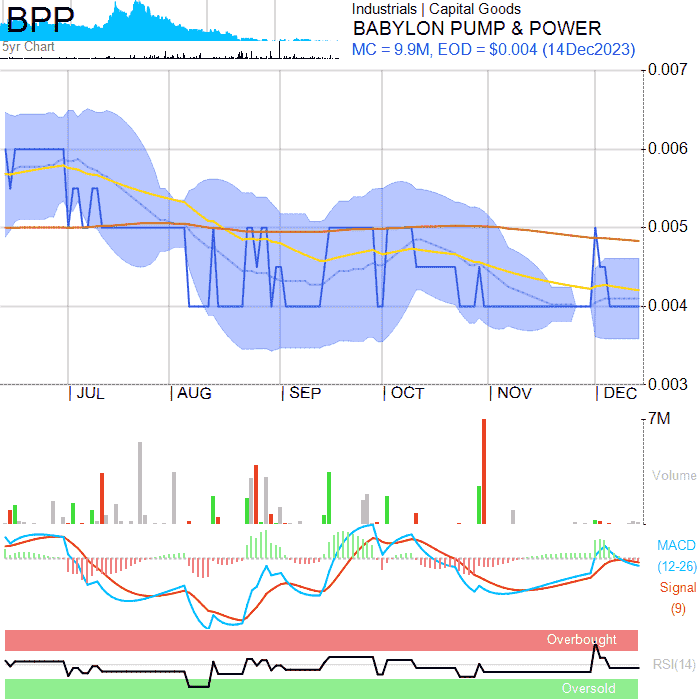 BPP
5yr Chart
Industrials | Capital Goods
BABYLON PUMP & POWER
MC = 9.9M, EOD = $0.004 (14Dec2023)
0.007
0.006
0.005
0.004
0.003
| JUL | AUG | SEP | OCT | NOV | DEC
7M
Volume
MACD
(12-26)
Signal
(9)
Overbought
RSI(14)
Oversold